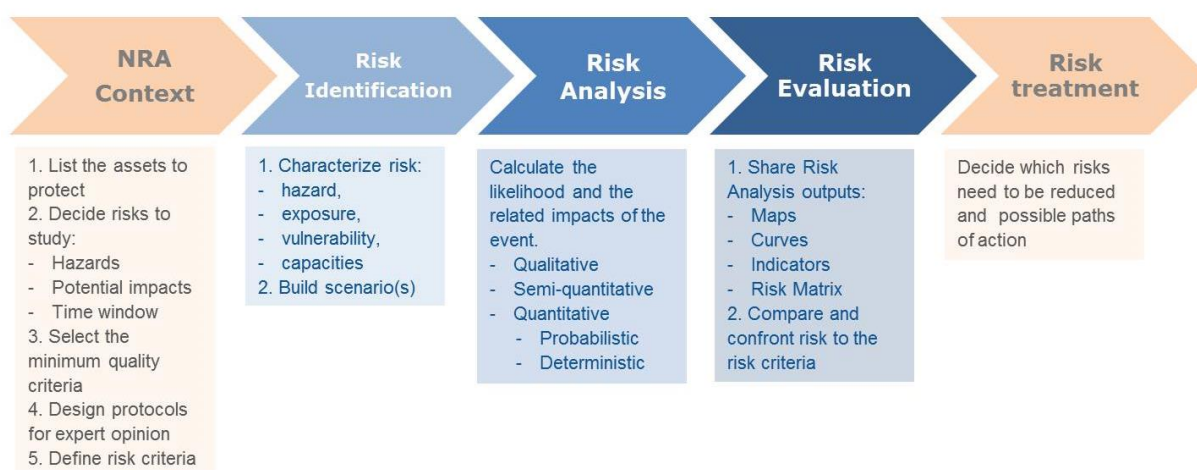 NRA
Context
Risk
Identification
Risk
Analysis
Risk
Evaluation
Risk
treatment
1. List the assets to
protect
2. Decide risks to
study:
- Hazards
- Potential impacts
- Time window
3. Select the
minimum quality
criteria
4. Design protocols
for expert opinion
5. Define risk criteria
1. Characterize risk:
- hazard,
- exposure,
- vulnerability,
- capacities
2. Build scenario(s)
Calculate the
likelihood and the
related impacts of the
event.
- Qualitative
- Semi-quantitative
- Quantitative
- Probabilistic
- Deterministic
1. Share Risk
Analysis outputs:
- Maps
- Curves
- Indicators
- Risk Matrix
2. Compare and
confront risk to the
risk criteria
Decide which risks
need to be reduced
and possible paths
of action